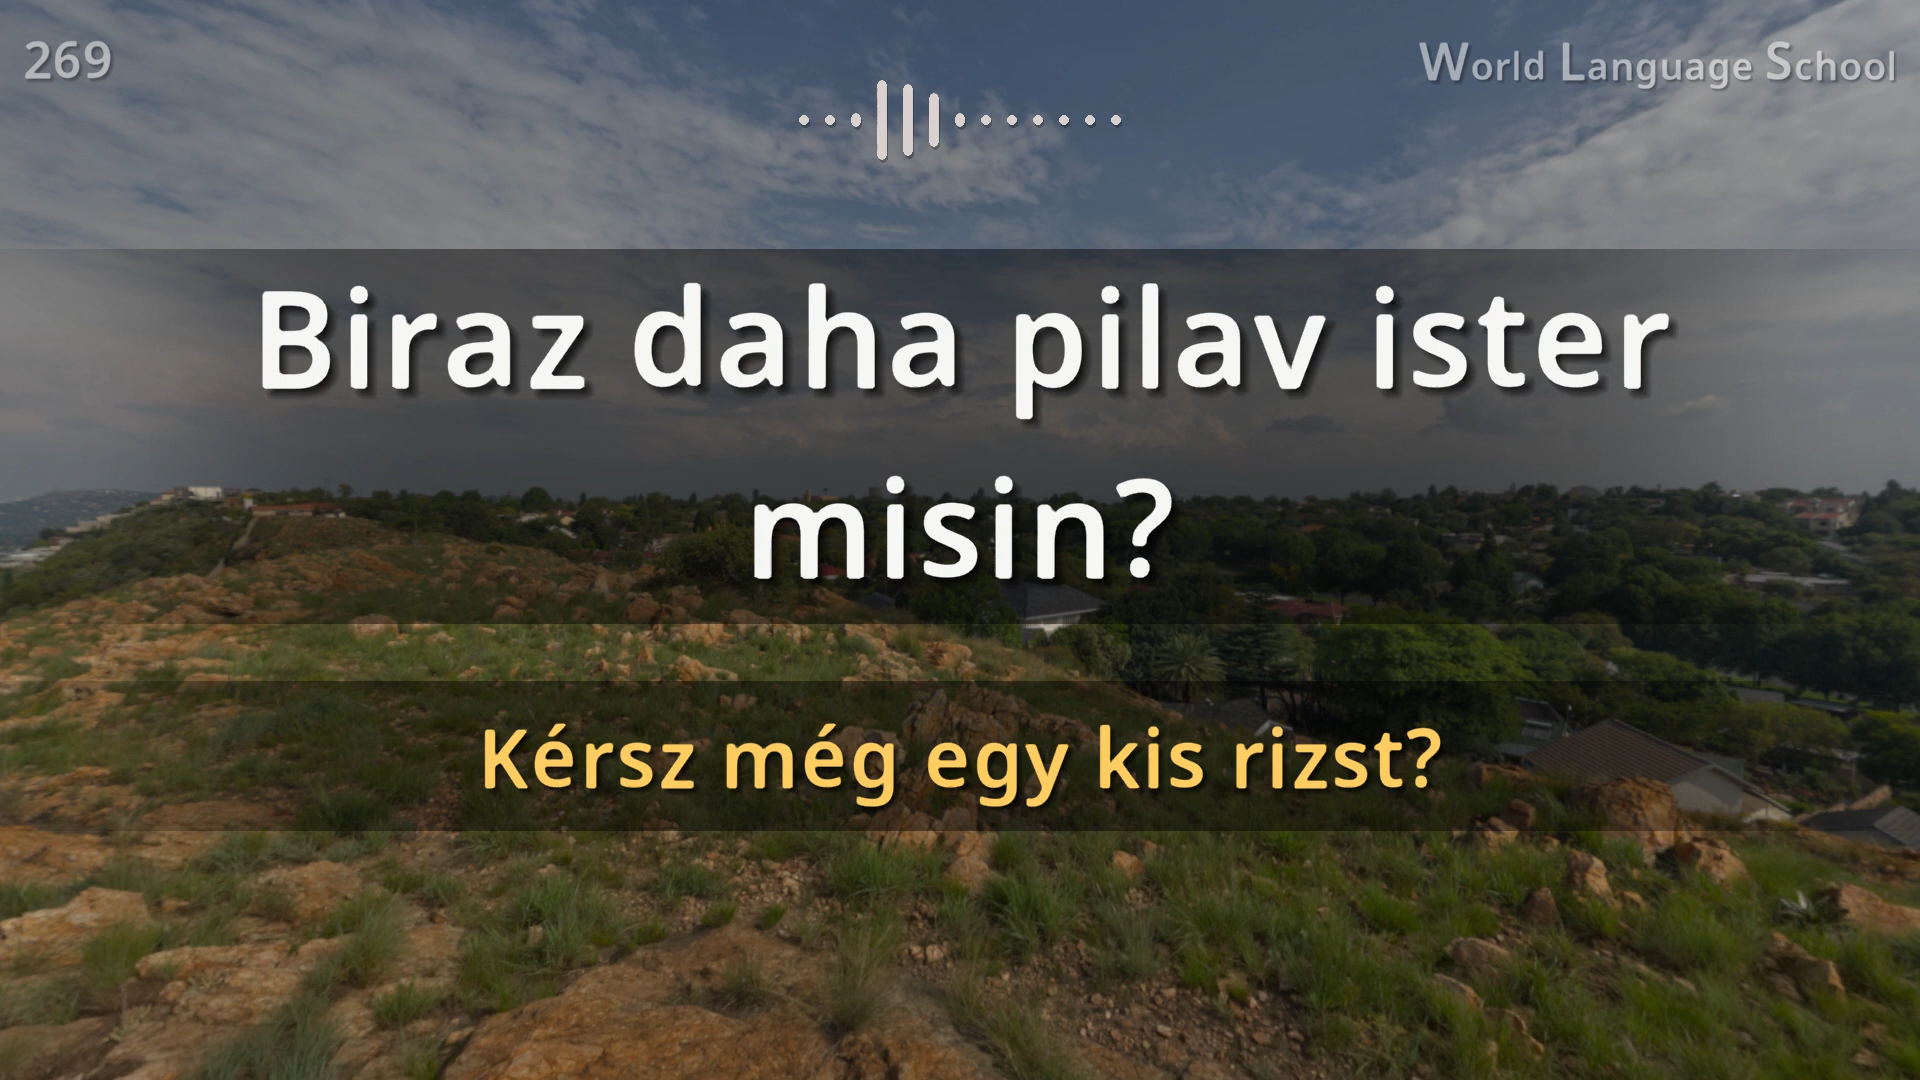 269
World Language School
Biraz daha pilav ister
misin?
Kérsz még egy kis rizst?